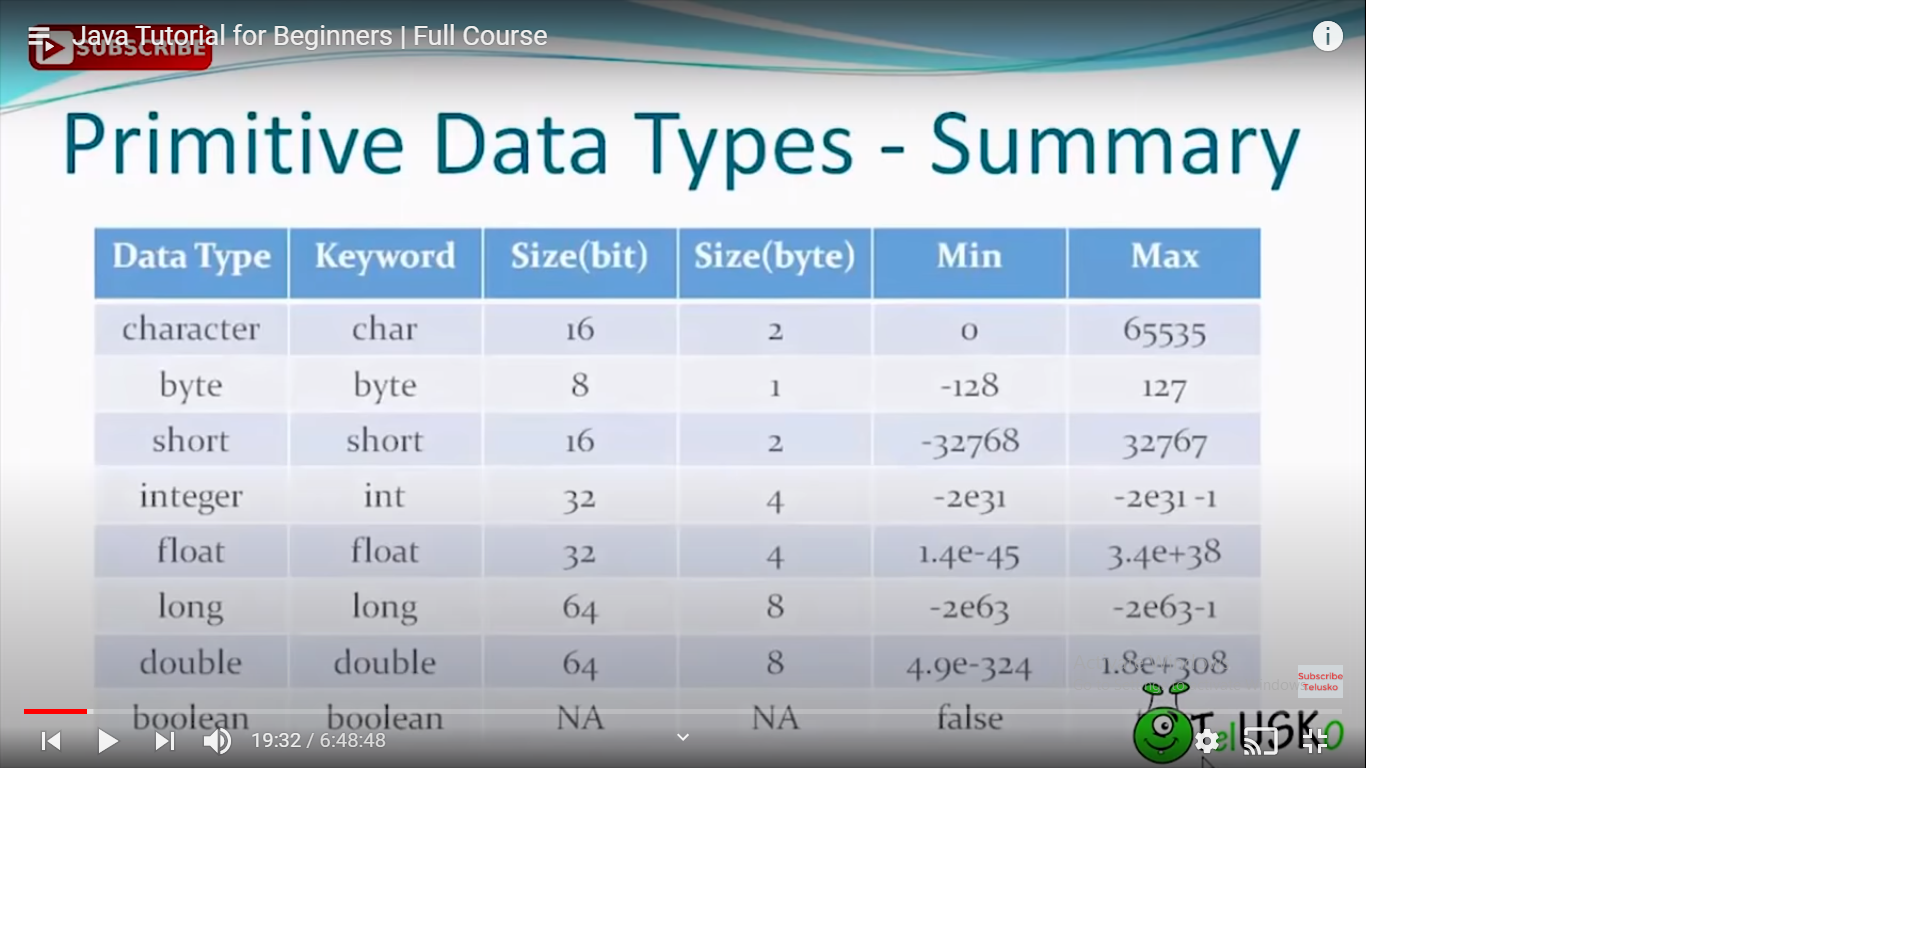 Java Tutorial for Beginners | Full Course
SUBSCRIBE
Primitive Data Types - Summary
Data Type Keyword Size(bit) Size(byte) Min Max
character char 16 2 0 65535
byte byte 8 1 -128 127
short short 16 2 -32768 32767
integer int 32 4 -2e31 -2e31 -1
float float 32 4 1.4e-45 3.4e+38
long long 64 8 -2e63 -2e63-1
double double 64 8 4.9e-324 1.8e+308
Subscribe
Telusko
boolean boolean NA NA false
TelUSKO
19:32 / 6:48:48